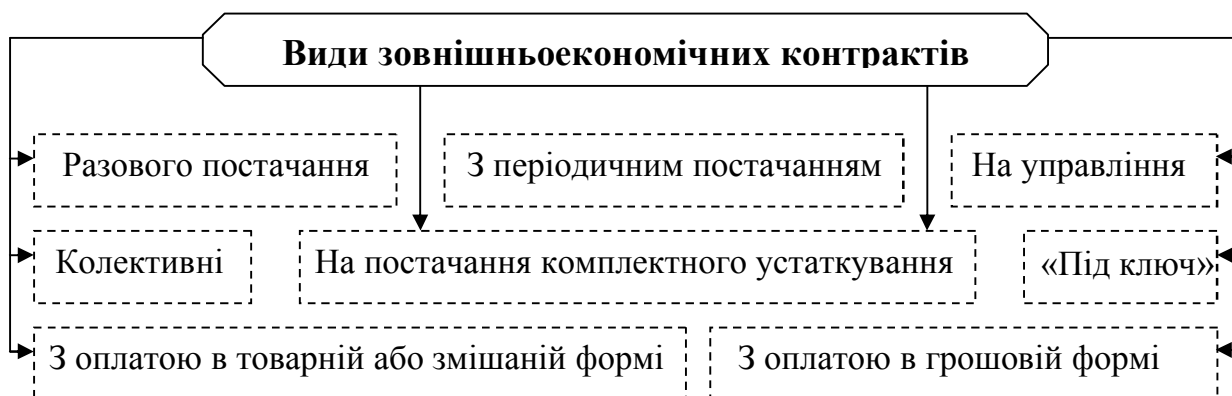 Види зовнішньоекономічних контрактів
Разового постачання
З періодичним постачанням
На управління
Колективні
На постачання комплектного устаткування
«Під ключ»
З оплатою в товарній або змішаній формі
З оплатою в грошовій формі